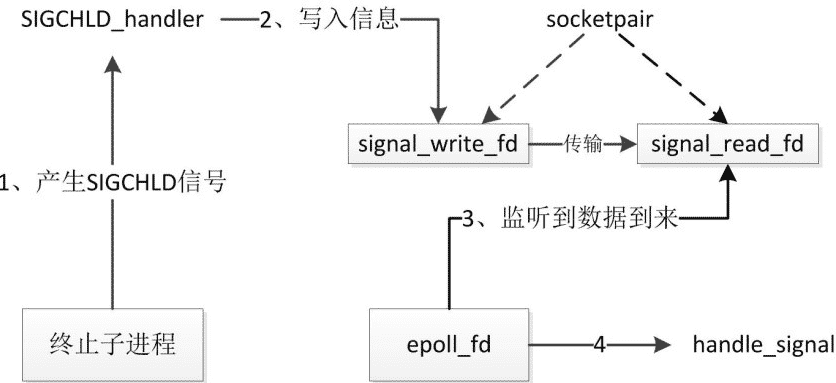 SIGCHLD_handler
2、写入信息
socketpair
signal_write_fd
传输
signal_read_fd
1、产生SIGCHLD信号
3、监听到数据到来
终止子进程
epoll_fd
4
handle_signal